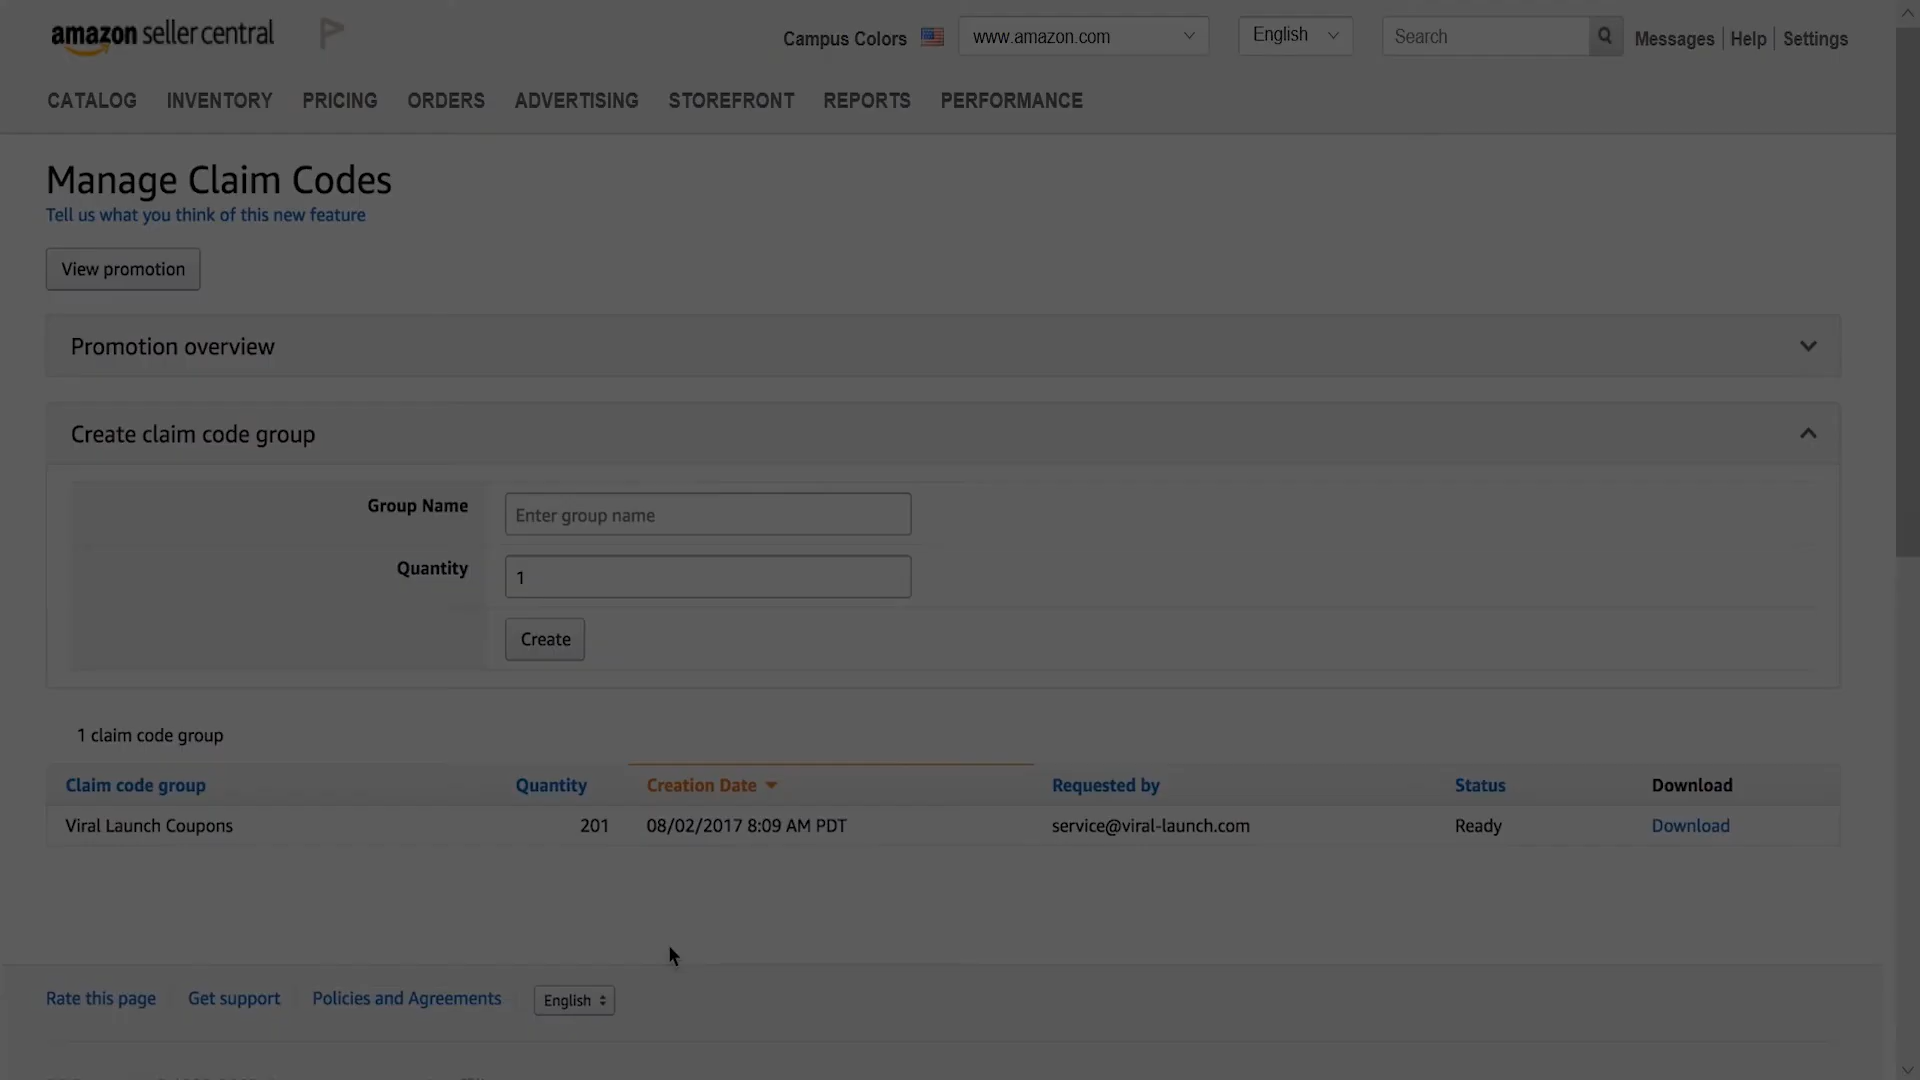 amazon seller central
Campus Colors www.amazon.com English Search Messages Help Settings
CATALOG INVENTORY PRICING ORDERS ADVERTISING STOREFRONT REPORTS PERFORMANCE
Manage Claim Codes
Tell us what you think of this new feature
View promotion
Promotion overview
Create claim code group
Group Name Enter group name
Quantity 1
Create
1 claim code group
Claim code group Quantity Creation Date Requested by Status Download
Viral Launch Coupons 201 08/02/2017 8:09 AM PDT service@viral-launch.com Ready Download
Rate this page Get support Policies and Agreements English